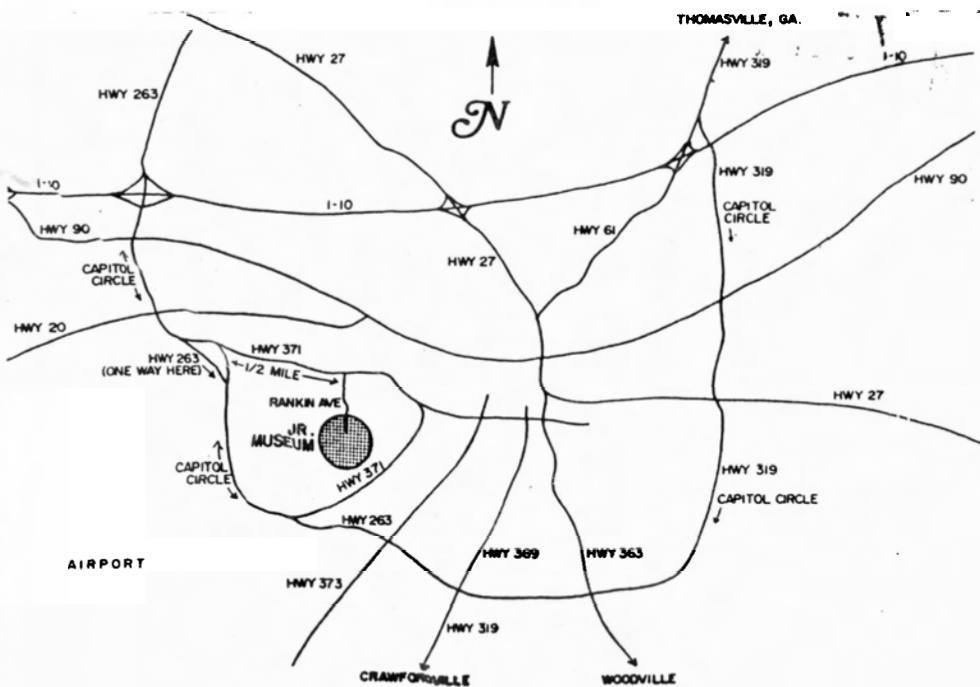 THOMASVILLE, GA.
HWY 27
HWY 319
I-10
HWY 263
N
I-10
I-10
HWY 319
HWY 90
CAPITOL
CIRCLE
HWY 61
HWY 90
HWY 27
CAPITOL
CIRCLE
HWY 20
HWY 371
HWY 263
(ONE WAY HERE)
1/2 MILE
RANKIN AVE
HWY 27
JR.
MUSEUM
CAPITOL
CIRCLE
HWY 371
HWY 319
CAPITOL CIRCLE
HWY 263
AIRPORT
HWY 369
HWY 363
HWY 373
HWY 319
CRAWFORDVILLE
WOODVILLE